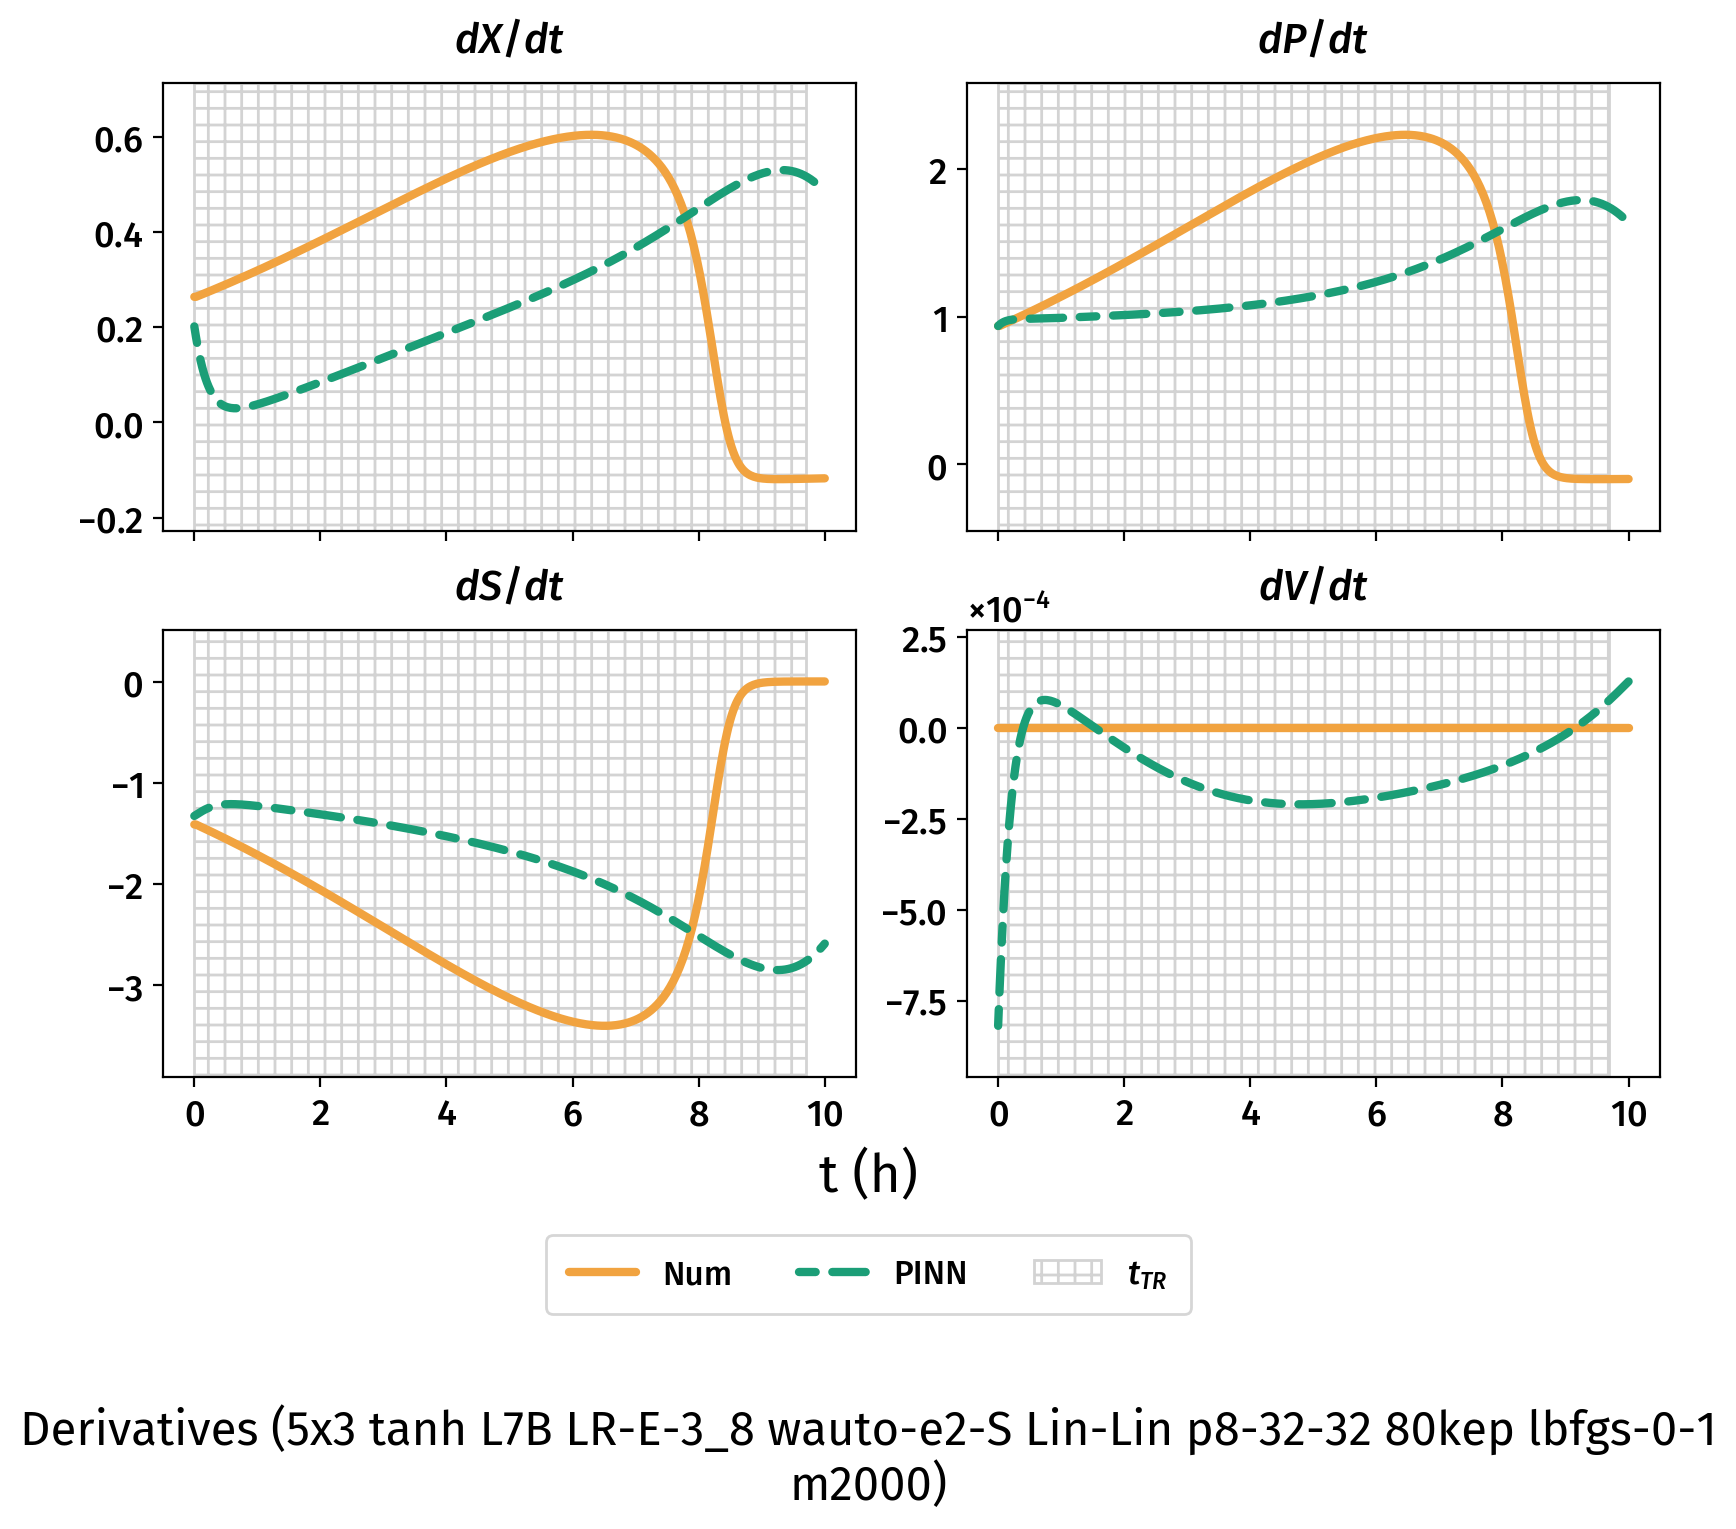 dX/dt
dP/dt
0.6
0.4
0.2
0.0
−0.2
2
1
0
dS/dt
dV/dt
×10⁻⁴
0
−1
−2
−3
2.5
0.0
−2.5
−5.0
−7.5
0 2 4 6 8 10
0 2 4 6 8 10
t (h)
Num PINN t_TR
Derivatives (5x3 tanh L7B LR-E-3_8 wauto-e2-S Lin-Lin p8-32-32 80kep lbfgs-0-1
m2000)